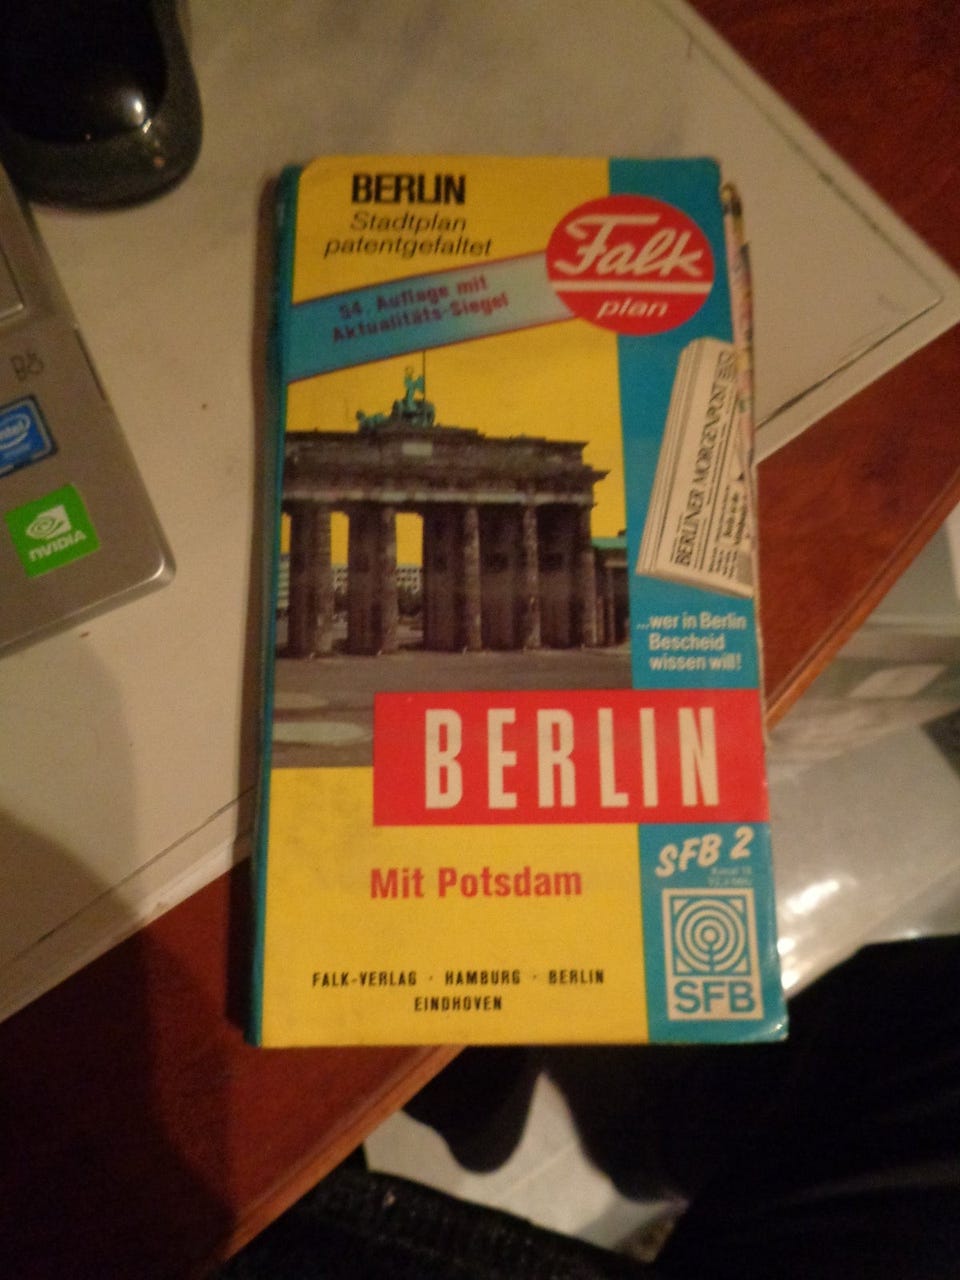 BERLIN
Stadtplan
patentgefaltet
Falk
plan
54. Auflage mit
Aktualitäts-Siegel
BERLINER MORGENPOST
...wer in Berlin
Bescheid
wissen will!
BERLIN
SFB 2
Mit Potsdam
SFB
FALK-VERLAG · HAMBURG · BERLIN
EINDHOVEN
intel
NVIDIA